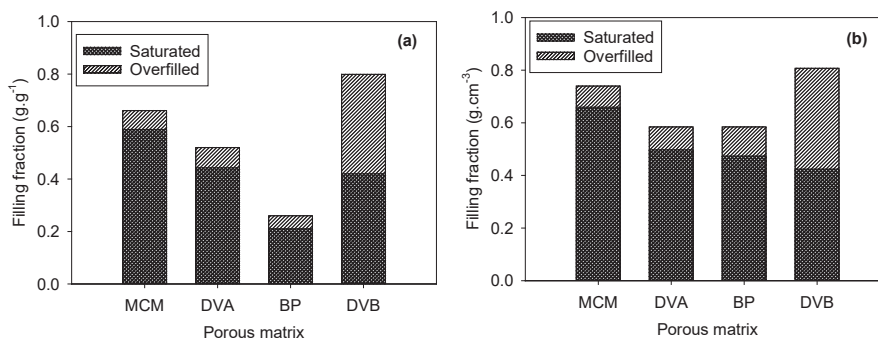 (a)
Saturated
Overfilled
Filling fraction (g.g-1)
1.0
0.8
0.6
0.4
0.2
0.0
MCM DVA BP DVB
Porous matrix
(b)
Saturated
Overfilled
Filling fraction (g.cm-3)
1.0
0.8
0.6
0.4
0.2
0.0
MCM DVA BP DVB
Porous matrix